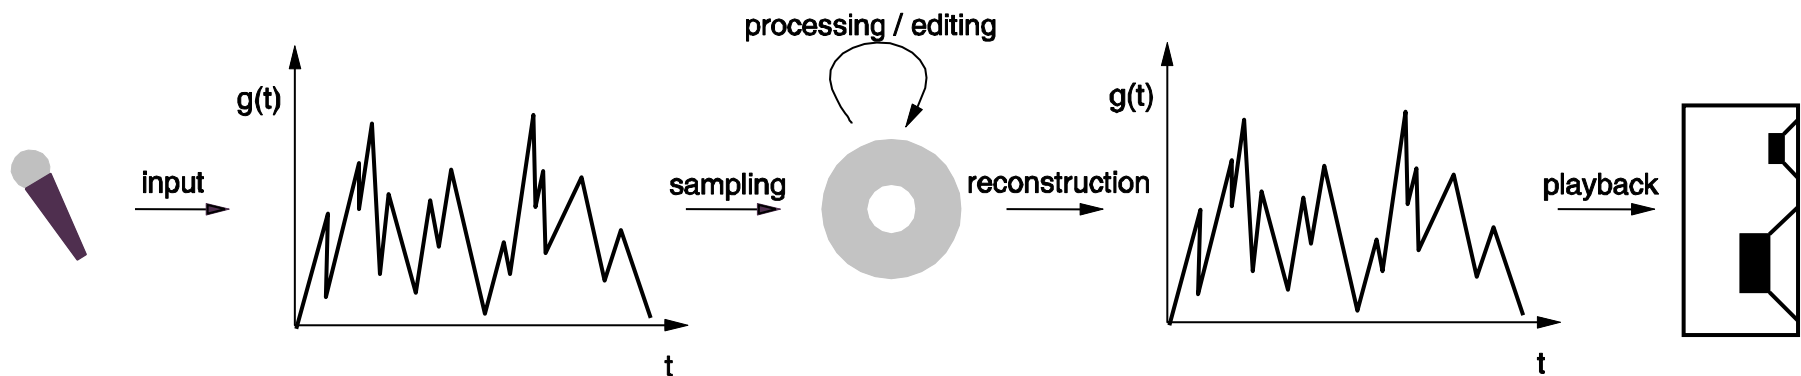 processing / editing
g(t)
g(t)
input
sampling
reconstruction
playback
t
t